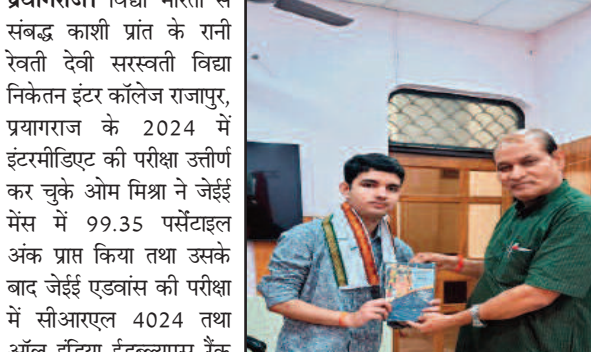 प्रयागराज। विद्या भारती से
संबद्ध काशी प्रांत के रानी
रेवती देवी सरस्वती विद्या
निकेतन इंटर कॉलेज राजापुर,
प्रयागराज के 2024 में
इंटरमीडिएट की परीक्षा उत्तीर्ण
कर चुके ओम मिश्रा ने जेईई
मेंस में 99.35 पर्सेंटाइल
अंक प्राप्त किया तथा उसके
बाद जेईई एडवांस की परीक्षा
में सीआरएल 4024 तथा
ऑल इंडिया ईडब्ल्यूएस रैंक